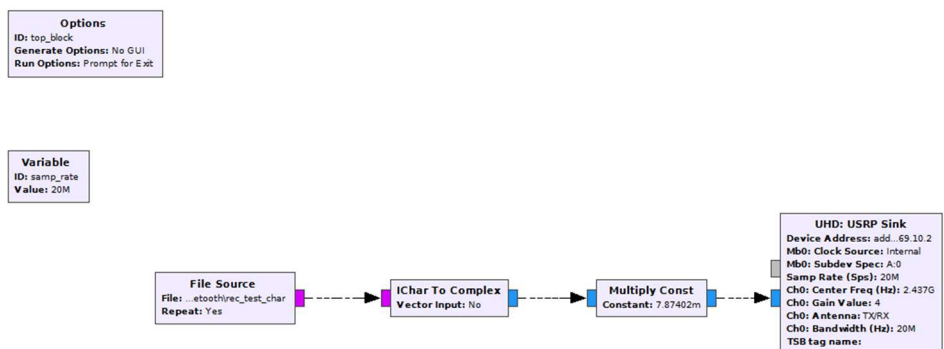 Options
ID: top_block
Generate Options: No GUI
Run Options: Prompt for Exit
Variable
ID: samp_rate
Value: 20M
File Source
File: ...etooth\rec_test_char
Repeat: Yes
IChar To Complex
Vector Input: No
Multiply Const
Constant: 7.87402m
UHD: USRP Sink
Device Address: add...69.10.2
Mb0: Clock Source: Internal
Mb0: Subdev Spec: A:0
Samp Rate (Sps): 20M
Ch0: Center Freq (Hz): 2.437G
Ch0: Gain Value: 4
Ch0: Antenna: TX/RX
Ch0: Bandwidth (Hz): 20M
TSB tag name: